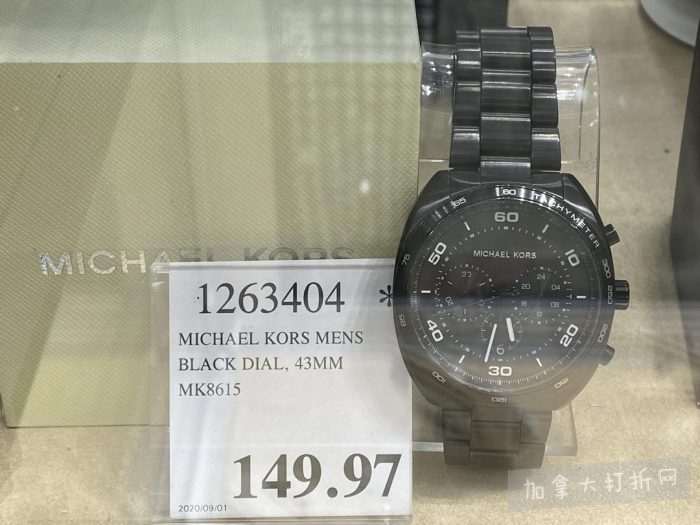 MICHAEL KORS
1263404 *
MICHAEL KORS MENS
BLACK DIAL, 43MM
MK8615
149.97
2020/09/01
60 TACHYMETER
60
MICHAEL KORS
50
10
40
20
30
加拿大打折网